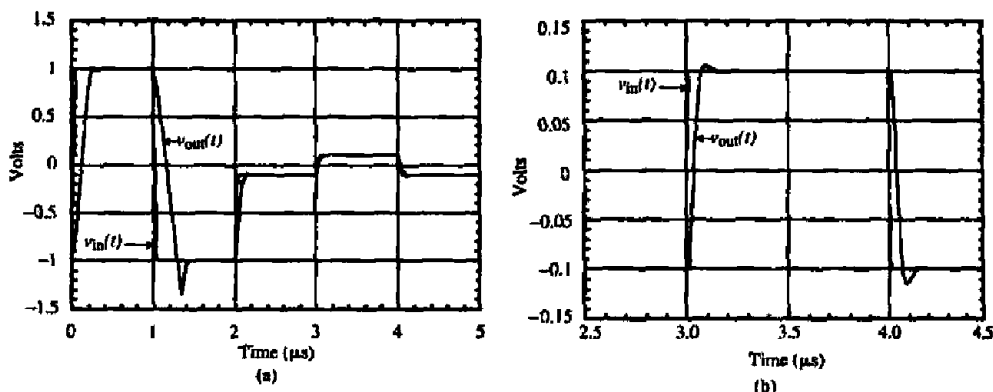 1.5
1
0.5
0
−0.5
−1
−1.5
Volts
v_out(t)
v_in(t)
0 1 2 3 4 5
Time (μs)
(a)
0.15
0.1
0.05
0
−0.05
−0.1
−0.15
Volts
v_in(t)
v_out(t)
2.5 3.0 3.5 4.0 4.5
Time (μs)
(b)